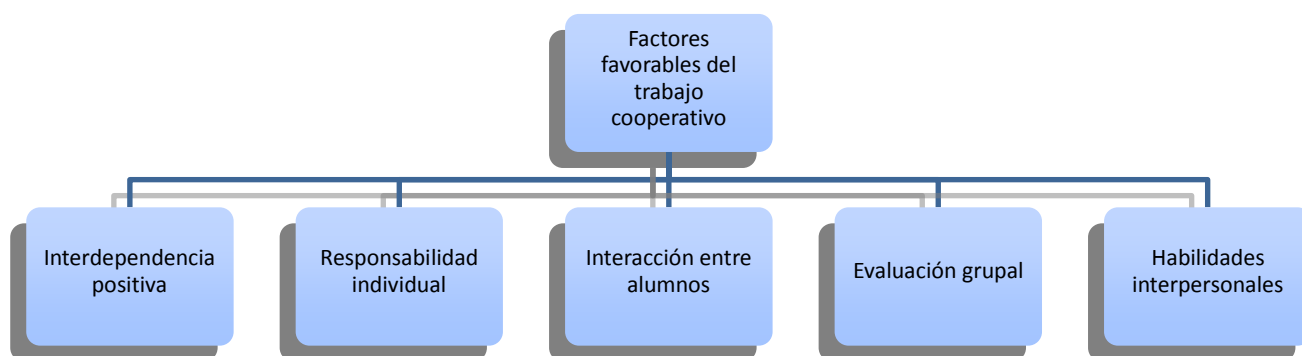 Factores
favorables del
trabajo
cooperativo
Interdependencia
positiva
Responsabilidad
individual
Interacción entre
alumnos
Evaluación grupal
Habilidades
interpersonales